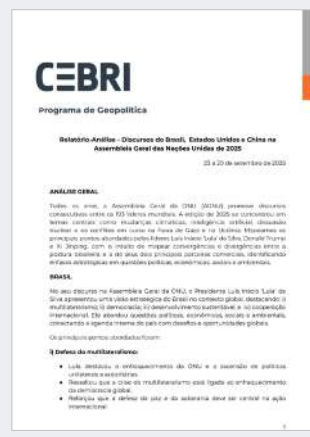 CEBRI
Programa de Geopolítica
Relatório-Análise - Discursos do Brasil, Estados Unidos e China na
Assembleia Geral das Nações Unidas de 2025
23 a 29 de setembro de 2025
ANÁLISE GERAL
Todos os anos, a Assembleia Geral da ONU (AGNU) promove discursos
consecutivos entre os 193 líderes mundiais. A edição de 2025 se concentrou em
temas centrais como mudanças climáticas, inteligência artificial, discussão
nuclear e os conflitos em curso na Faixa de Gaza e na Ucrânia. Mapeamos os
principais pontos abordados pelos líderes Luiz Inácio 'Lula' da Silva, Donald Trump
e Xi Jinping, com o intuito de mapear convergências e divergências entre a
postura brasileira e a de seus dois principais parceiros comerciais, identificando
ênfases estratégicas em questões políticas, econômicas, sociais e ambientais.
BRASIL
No seu discurso na Assembleia Geral da ONU, o Presidente Luiz Inácio 'Lula' da
Silva apresentou uma visão estratégica do Brasil no contexto global, destacando i)
multilateralismo; ii) democracia; iii) desenvolvimento sustentável; e iv) cooperação
internacional. Ele abordou questões políticas, econômicas, sociais e ambientais,
conectando a agenda interna do país com desafios e oportunidades globais.
Os principais pontos abordados foram:
i) Defesa do multilateralismo:
● Lula destacou o enfraquecimento da ONU e a ascensão de políticas
unilaterais e autoritárias.
● Ressaltou que a crise do multilateralismo está ligada ao enfraquecimento
da democracia global.
● Reforçou que a defesa da paz e da soberania deve ser central na ação
internacional.